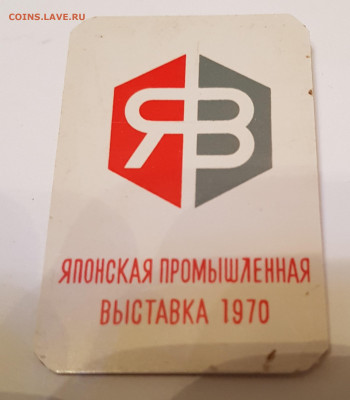 COINS.LAVE.RU
ЯВ
ЯПОНСКАЯ ПРОМЫШЛЕННАЯ
ВЫСТАВКА 1970